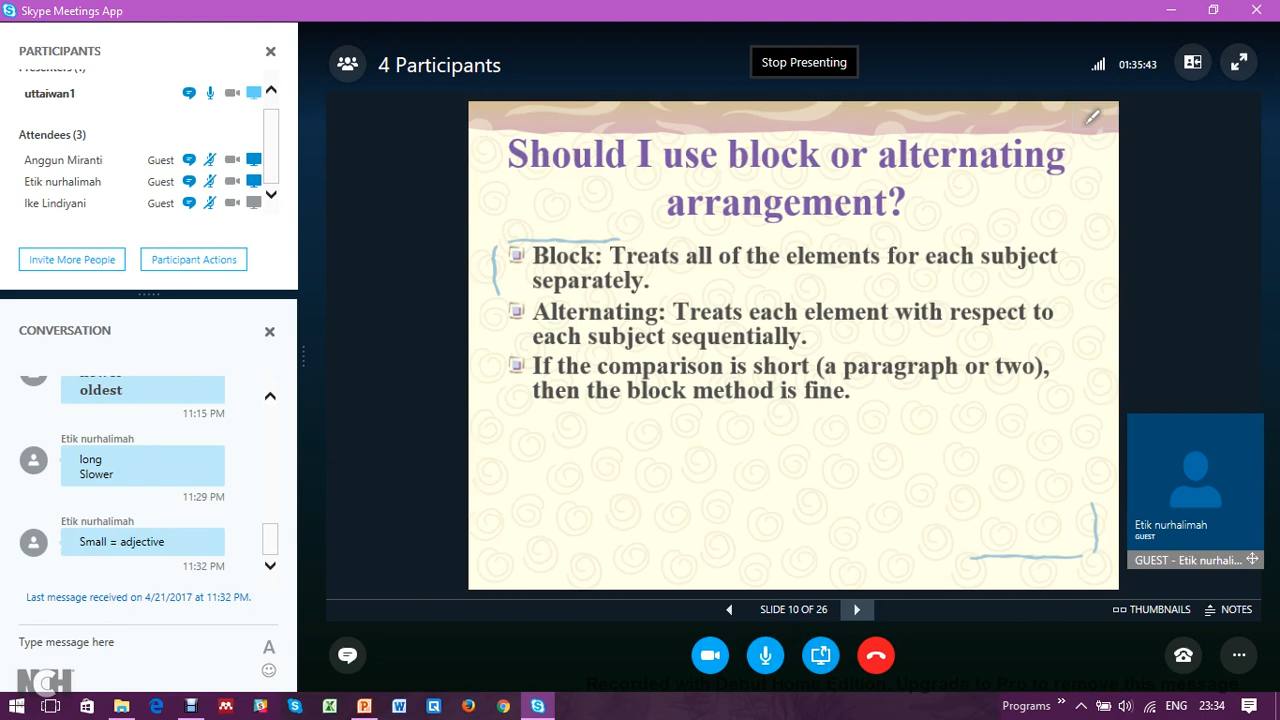 Skype Meetings App
PARTICIPANTS
Presenters (1)
uttaiwan1
Attendees (3)
Anggun Miranti Guest
Etik nurhalimah Guest
Ike Lindiyani Guest
Invite More People Participant Actions
CONVERSATION
oldest
11:15 PM
Etik nurhalimah
long
Slower
11:29 PM
Etik nurhalimah
Small = adjective
11:32 PM
Last message received on 4/21/2017 at 11:32 PM.
Type message here
A
NCH
4 Participants
Stop Presenting
01:35:43
Should I use block or alternating
arrangement?
Block: Treats all of the elements for each subject
separately.
Alternating: Treats each element with respect to
each subject sequentially.
If the comparison is short (a paragraph or two),
then the block method is fine.
Etik nurhalimah
GUEST
GUEST - Etik nurhali...
SLIDE 10 OF 26
THUMBNAILS NOTES
Recorded with Debut Home Edition. Upgrade to Pro to remove this message.
Programs ENG 23:34